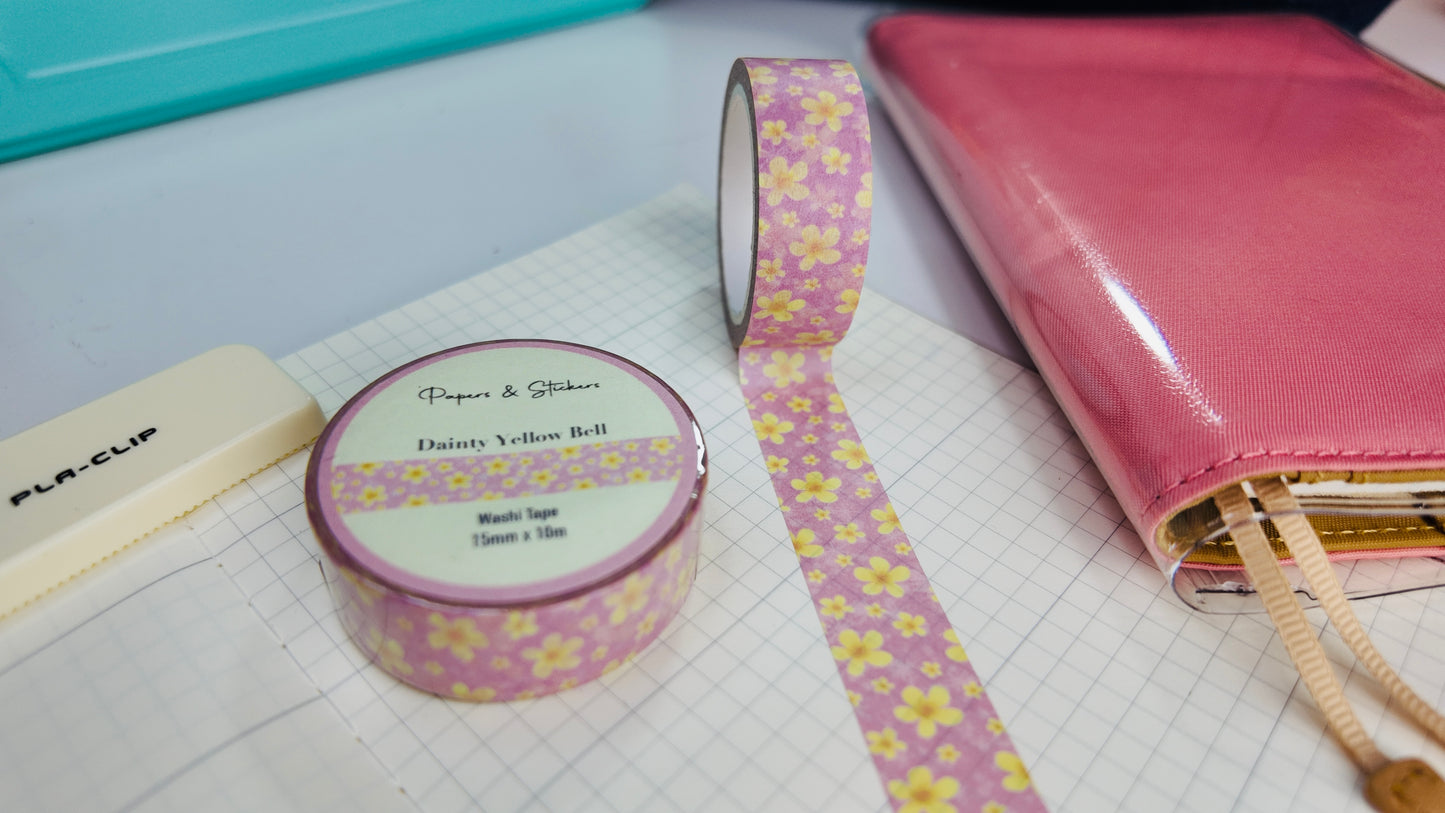 PLA-CLIP
Papers & Stickers
Dainty Yellow Bell
Washi Tape
15mm x 10m